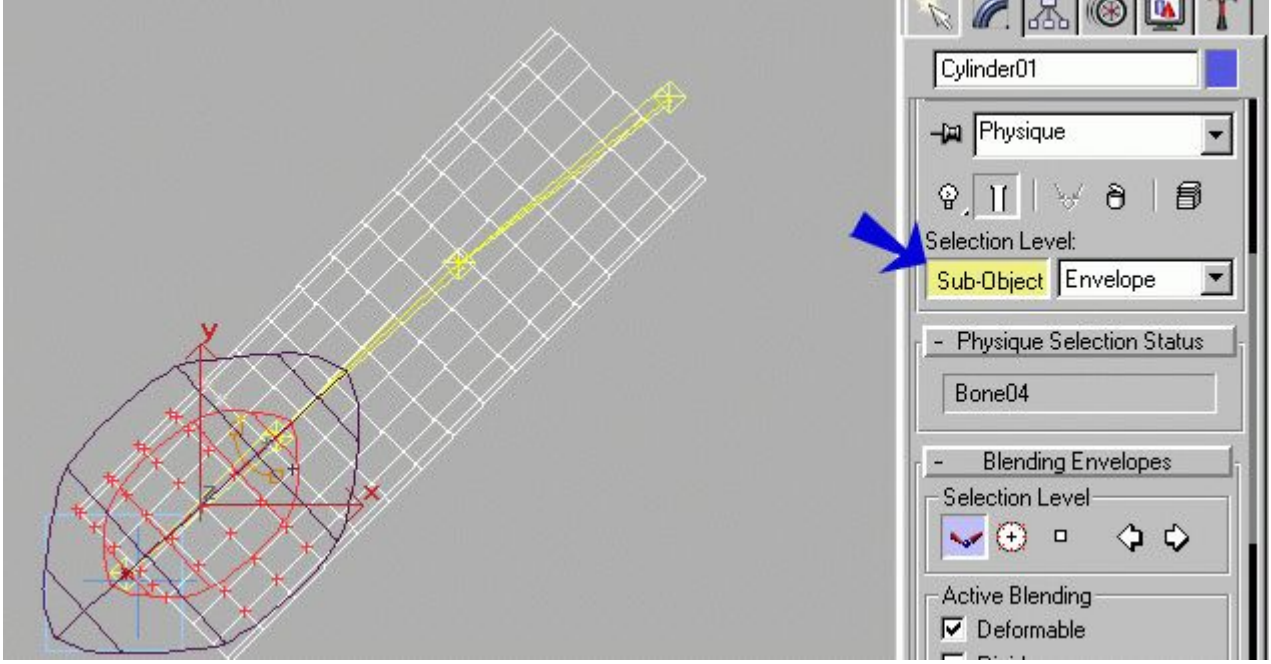 Cylinder01
Physique
Selection Level:
Sub-Object Envelope
y
Physique Selection Status
Bone04
Blending Envelopes
x
z
Selection Level
Active Blending
Deformable